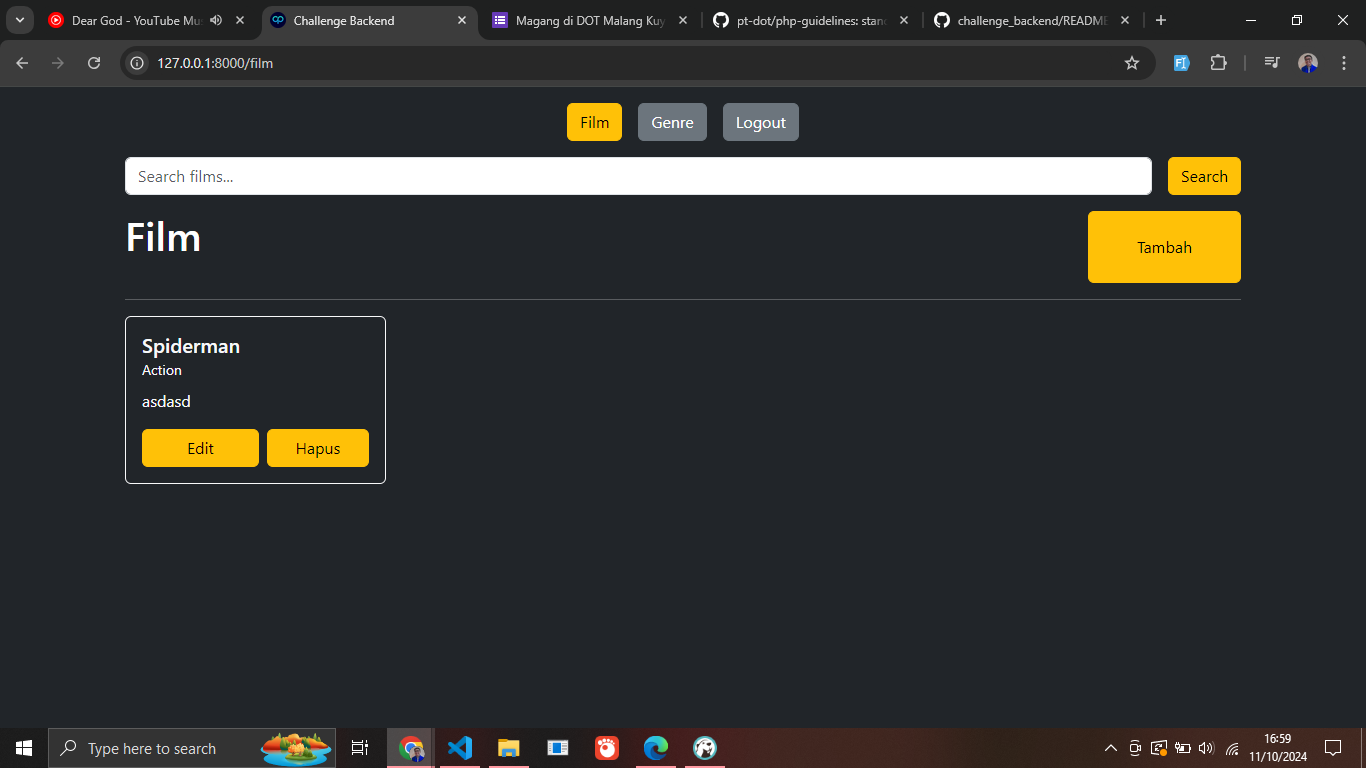 Dear God - YouTube Mus
Challenge Backend
Magang di DOT Malang Kuy
pt-dot/php-guidelines: stand
challenge_backend/README
127.0.0.1:8000/film
Film
Genre
Logout
Search films...
Search
Film
Tambah
Spiderman
Action
asdasd
Edit
Hapus
Type here to search
16:59
11/10/2024